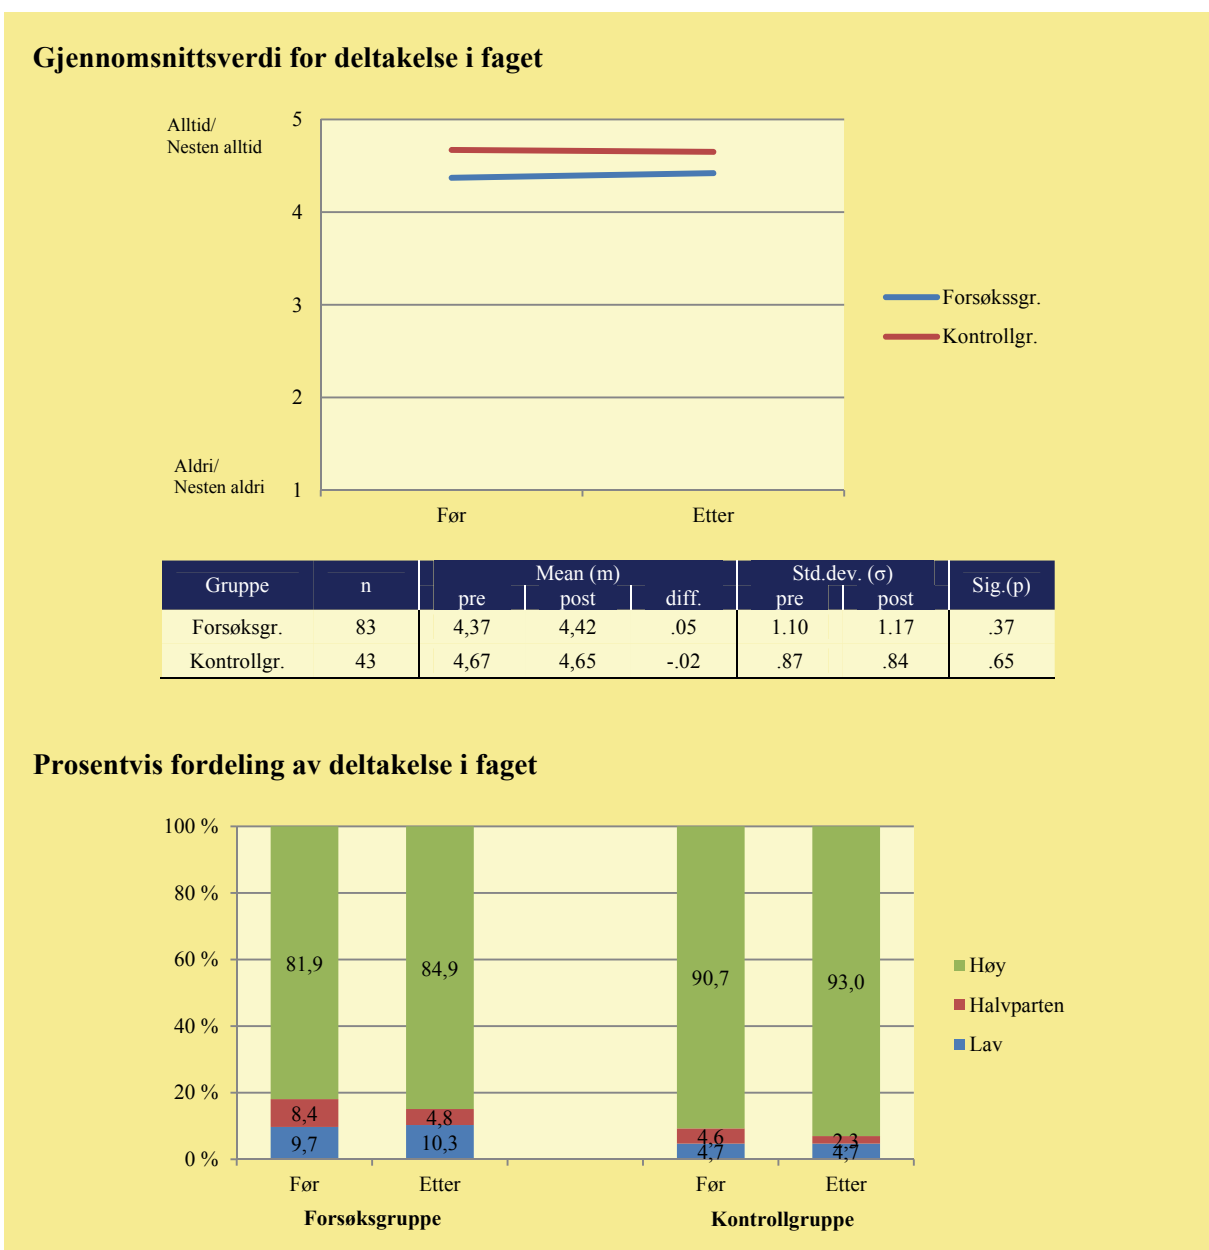 Gjennomsnittsverdi for deltakelse i faget
Alltid/
Nesten alltid
5
4
3
2
Aldri/
Nesten aldri
1
Før Etter
Forsøkssgr.
Kontrollgr.
Gruppe n Mean (m) Std.dev. (σ) Sig.(p)
pre post diff. pre post
Forsøksgr. 83 4,37 4,42 .05 1.10 1.17 .37
Kontrollgr. 43 4,67 4,65 -.02 .87 .84 .65
Prosentvis fordeling av deltakelse i faget
100 %
80 %
60 %
40 %
20 %
0 %
81,9 84,9 90,7 93,0
8,4 4,8 4,6 2,3
9,7 10,3 4,7 4,7
Høy
Halvparten
Lav
Før Etter Før Etter
Forsøksgruppe Kontrollgruppe